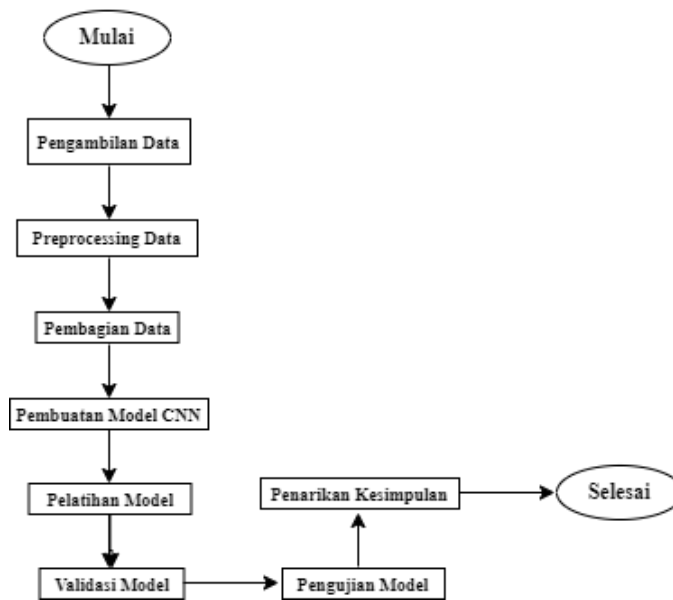 Mulai
Pengambilan Data
Preprocessing Data
Pembagian Data
Pembuatan Model CNN
Pelatihan Model
Validasi Model
Pengujian Model
Penarikan Kesimpulan
Selesai